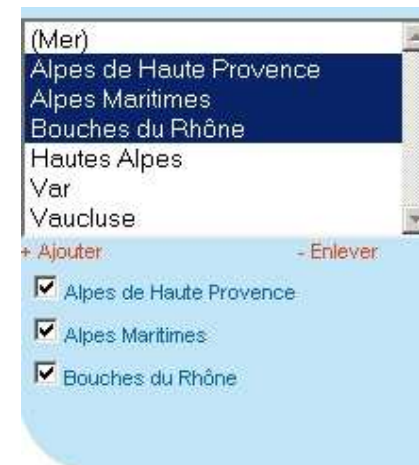 (Mer)
Alpes de Haute Provence
Alpes Maritimes
Bouches du Rhône
Hautes Alpes
Var
Vaucluse
+ Ajouter - Enlever
Alpes de Haute Provence
Alpes Maritimes
Bouches du Rhône